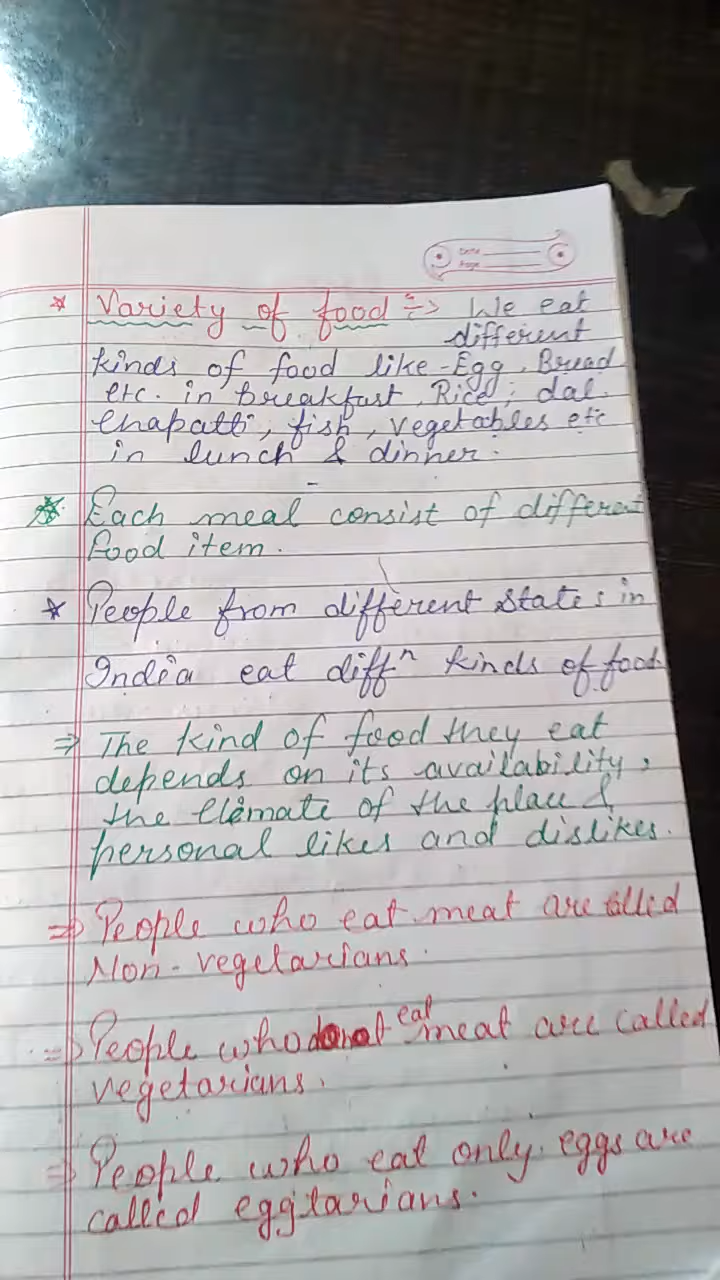 Date
Page
* Variety of food :-> We eat
different
kinds of food like - Egg, Bread
etc. in breakfast, Rice, dal.
Chapatti, fish, vegetables etc
in lunch & dinner.
* Each meal consist of different
food item.
* People from different states in
India eat diffⁿ kinds of food
⇒ The kind of food they eat
depends on its availability,
the climate of the place &
personal likes and dislikes.
⇒ People who eat meat are called
Non-vegetarians.
⇒ People who donot eat meat are called
vegetarians.
⇒ People who eat only eggs are
called eggitarians.